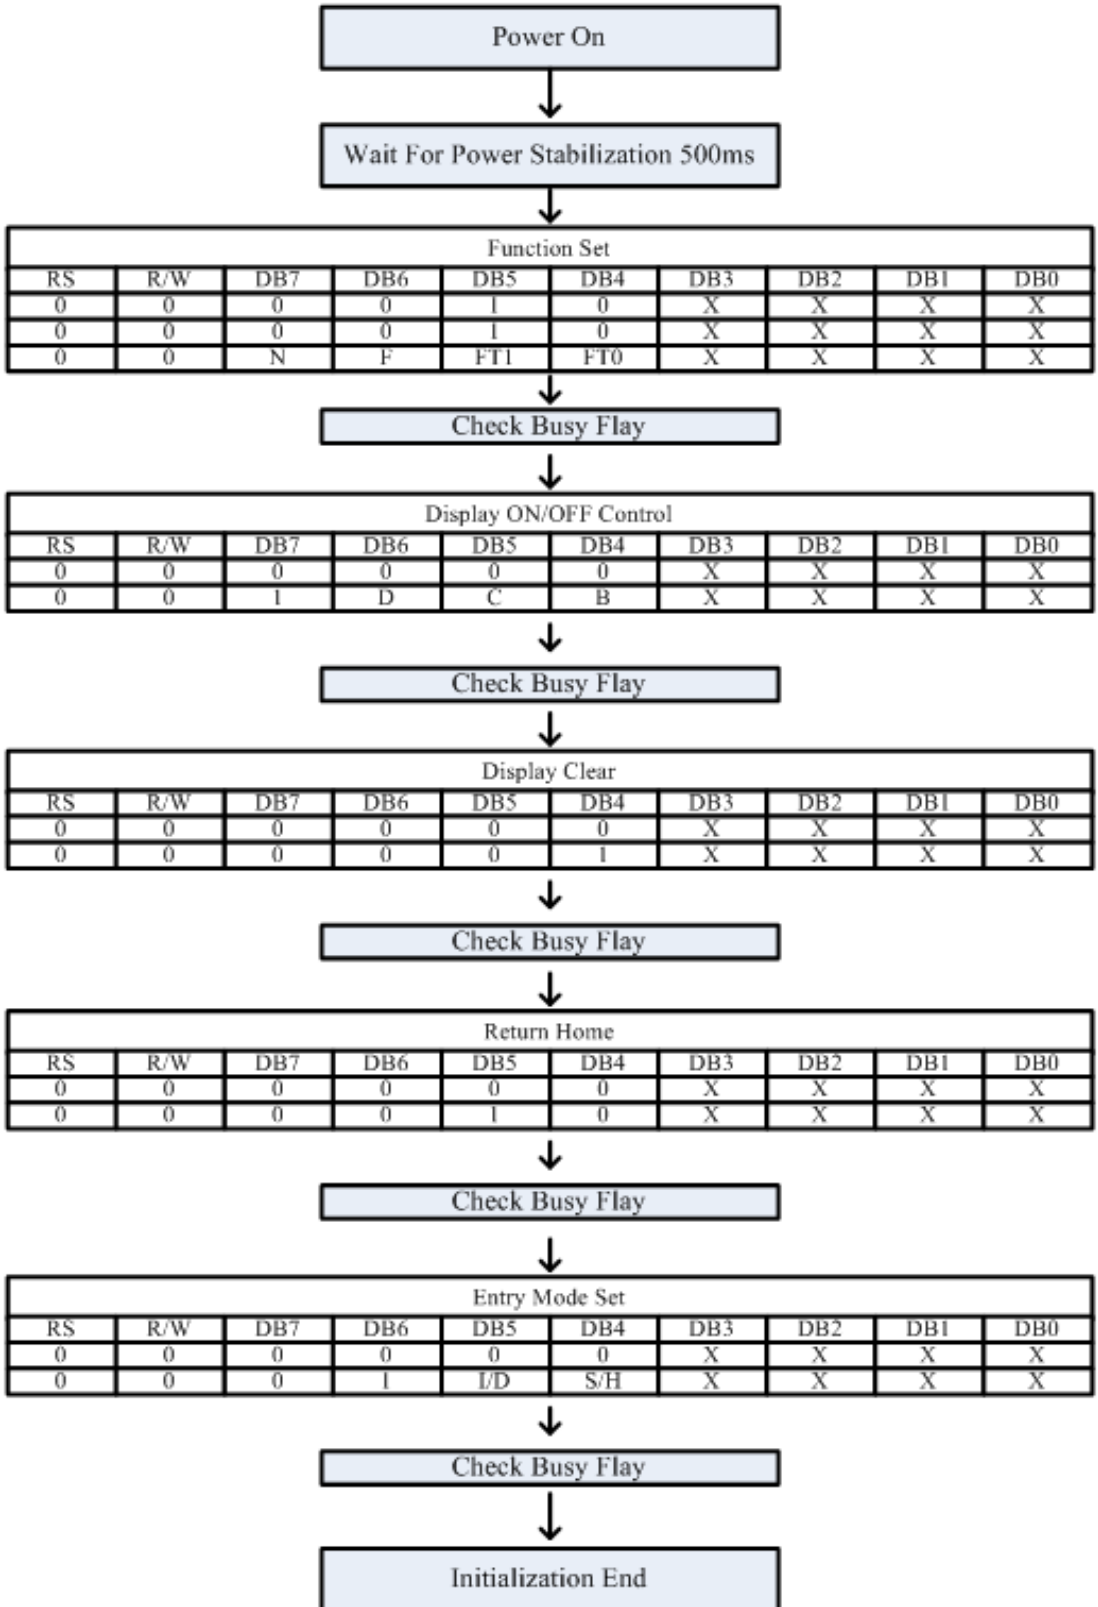 Power On
Wait For Power Stabilization 500ms
Function Set
RS R/W DB7 DB6 DB5 DB4 DB3 DB2 DB1 DB0
0 0 0 0 1 0 X X X X
0 0 0 0 1 0 X X X X
0 0 N F FT1 FT0 X X X X
Check Busy Flay
Display ON/OFF Control
RS R/W DB7 DB6 DB5 DB4 DB3 DB2 DB1 DB0
0 0 0 0 0 0 X X X X
0 0 1 D C B X X X X
Check Busy Flay
Display Clear
RS R/W DB7 DB6 DB5 DB4 DB3 DB2 DB1 DB0
0 0 0 0 0 0 X X X X
0 0 0 0 0 1 X X X X
Check Busy Flay
Return Home
RS R/W DB7 DB6 DB5 DB4 DB3 DB2 DB1 DB0
0 0 0 0 0 0 X X X X
0 0 0 0 1 0 X X X X
Check Busy Flay
Entry Mode Set
RS R/W DB7 DB6 DB5 DB4 DB3 DB2 DB1 DB0
0 0 0 0 0 0 X X X X
0 0 0 1 I/D S/H X X X X
Check Busy Flay
Initialization End